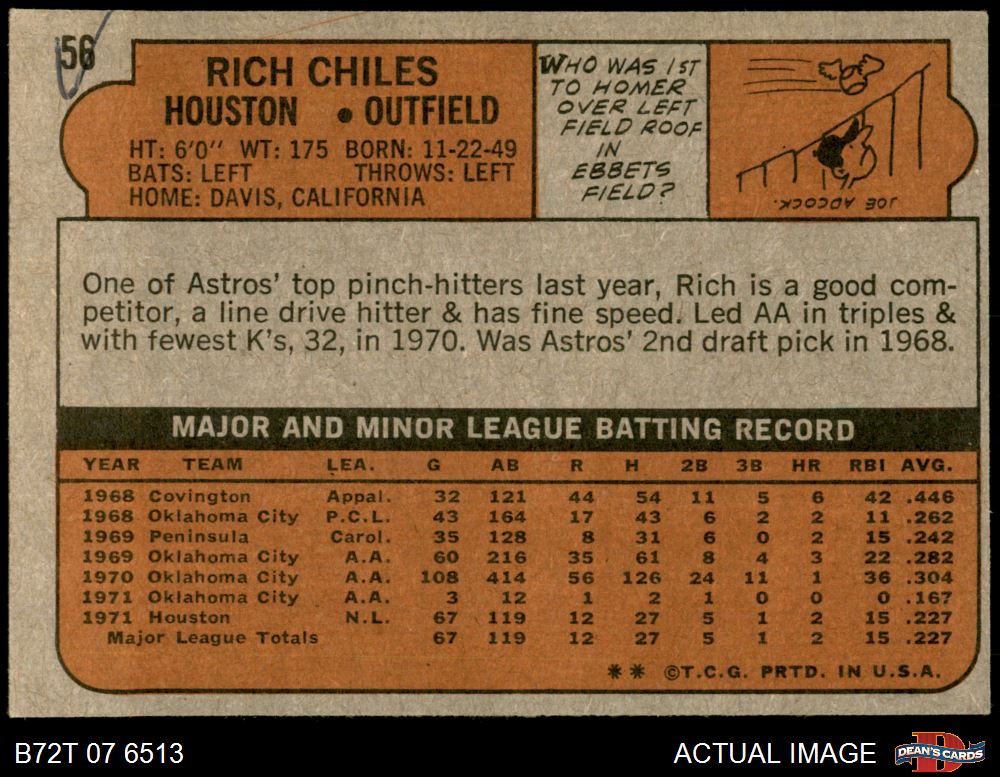 56
RICH CHILES
HOUSTON • OUTFIELD
HT: 6'0" WT: 175 BORN: 11-22-49
BATS: LEFT THROWS: LEFT
HOME: DAVIS, CALIFORNIA
WHO WAS 1ST
TO HOMER
OVER LEFT
FIELD ROOF
IN
EBBETS
FIELD?
JOE ADCOCK.
One of Astros' top pinch-hitters last year, Rich is a good com-
petitor, a line drive hitter & has fine speed. Led AA in triples &
with fewest K's, 32, in 1970. Was Astros' 2nd draft pick in 1968.
MAJOR AND MINOR LEAGUE BATTING RECORD
YEAR TEAM LEA. G AB R H 2B 3B HR RBI AVG.
1968 Covington Appal. 32 121 44 54 11 5 6 42 .446
1968 Oklahoma City P.C.L. 43 164 17 43 6 2 2 11 .262
1969 Peninsula Carol. 35 128 8 31 6 0 2 15 .242
1969 Oklahoma City A.A. 60 216 35 61 8 4 3 22 .282
1970 Oklahoma City A.A. 108 414 56 126 24 11 1 36 .304
1971 Oklahoma City A.A. 3 12 1 2 1 0 0 0 .167
1971 Houston N.L. 67 119 12 27 5 1 2 15 .227
Major League Totals 67 119 12 27 5 1 2 15 .227
** ©T.C.G. PRTD. IN U.S.A.
B72T 07 6513 ACTUAL IMAGE
D
DEAN'S CARDS